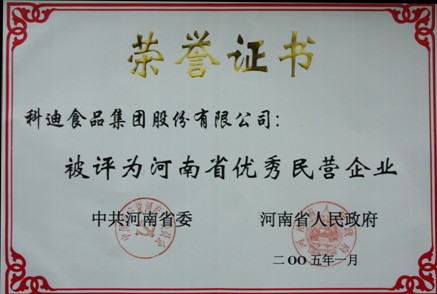 荣誉证书
科迪食品集团股份有限公司：
被评为河南省优秀民营企业
中共河南省委 河南省人民政府
二OO五年一月